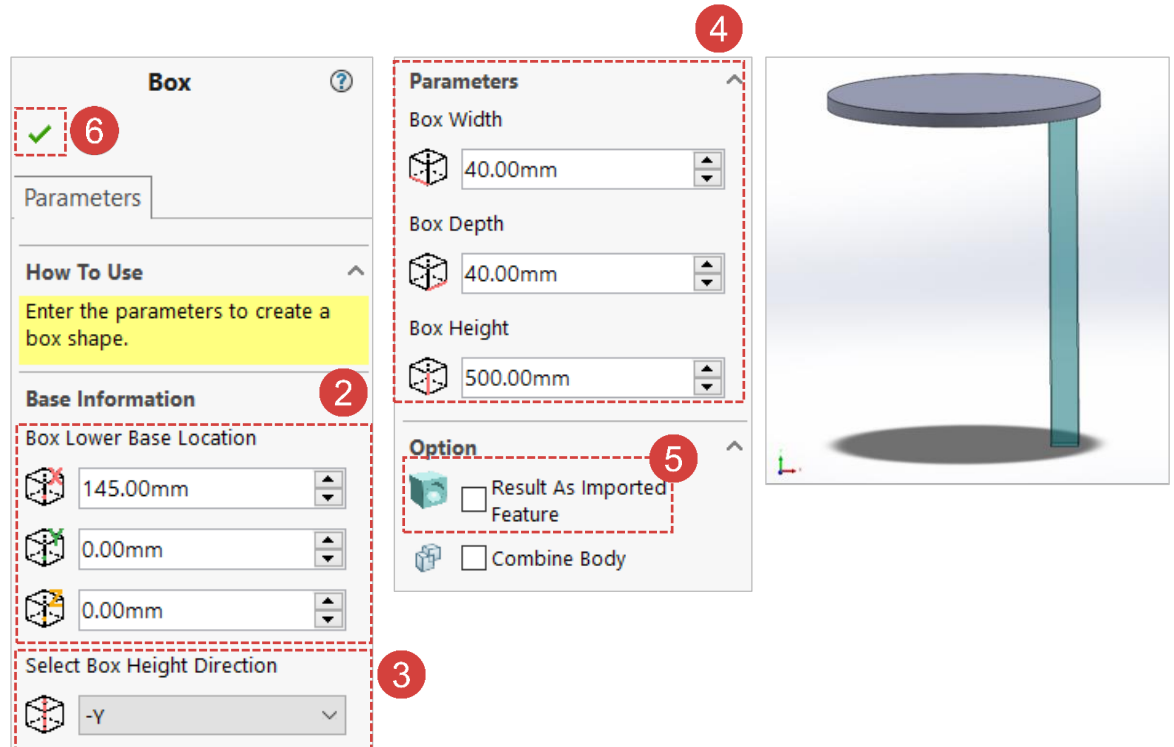 Box
6
Parameters
How To Use
Enter the parameters to create a
box shape.
Base Information
2
Box Lower Base Location
X
145.00mm
Y
0.00mm
Z
0.00mm
Select Box Height Direction
3
-Y
4
Parameters
Box Width
40.00mm
Box Depth
40.00mm
Box Height
500.00mm
Option
5
Result As Imported
Feature
Combine Body